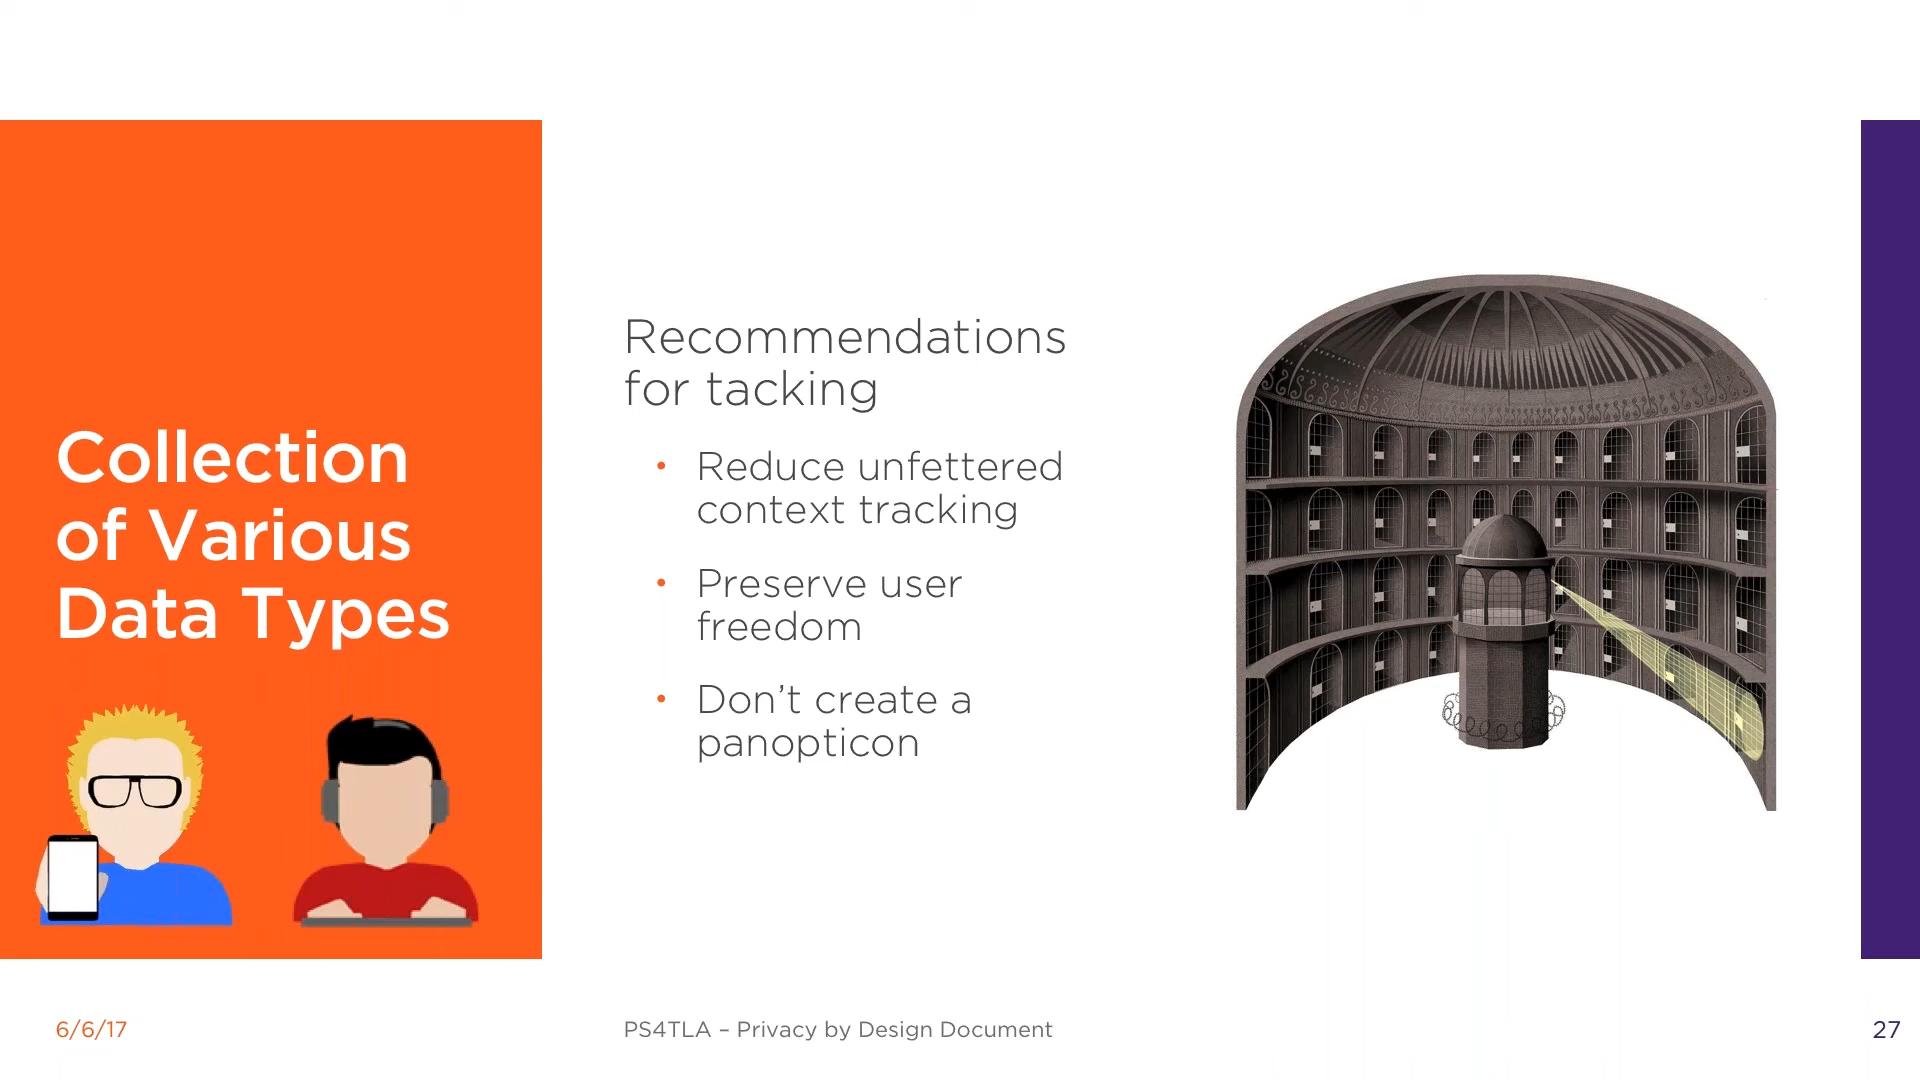 Collection
of Various
Data Types
Recommendations
for tacking
• Reduce unfettered
context tracking
• Preserve user
freedom
• Don’t create a
panopticon
6/6/17
PS4TLA – Privacy by Design Document
27